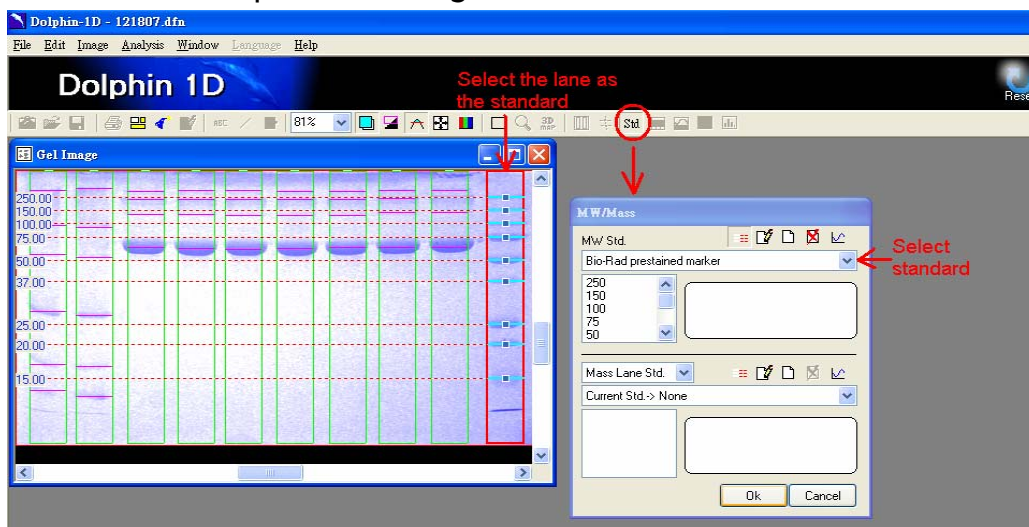 Dolphin-1D - 121807.dfn
File Edit Image Analysis Window Language Help
Dolphin 1D
Select the lane as
the standard
ABC
81%
3D
MAP
Std
Gel Image
250.00
150.00
100.00
75.00
50.00
37.00
25.00
20.00
15.00
MW/Mass
MW Std.
Bio-Rad prestained marker
Select
standard
250
150
100
75
50
Mass Lane Std.
Current Std.-> None
Ok Cancel